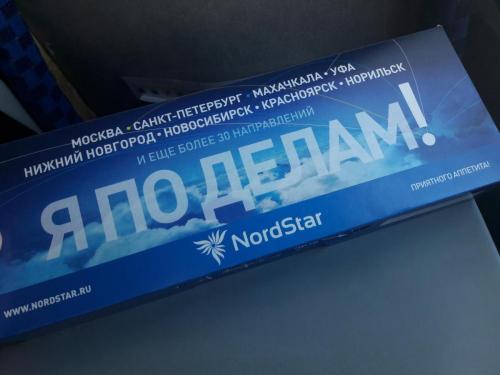 МОСКВА • САНКТ-ПЕТЕРБУРГ • МАХАЧКАЛА • УФА
НИЖНИЙ НОВГОРОД • НОВОСИБИРСК • КРАСНОЯРСК • НОРИЛЬСК
И ЕЩЕ БОЛЕЕ 30 НАПРАВЛЕНИЙ
Я ПО ДЕЛАМ!
ПРИЯТНОГО АППЕТИТА!
NordStar
WWW.NORDSTAR.RU